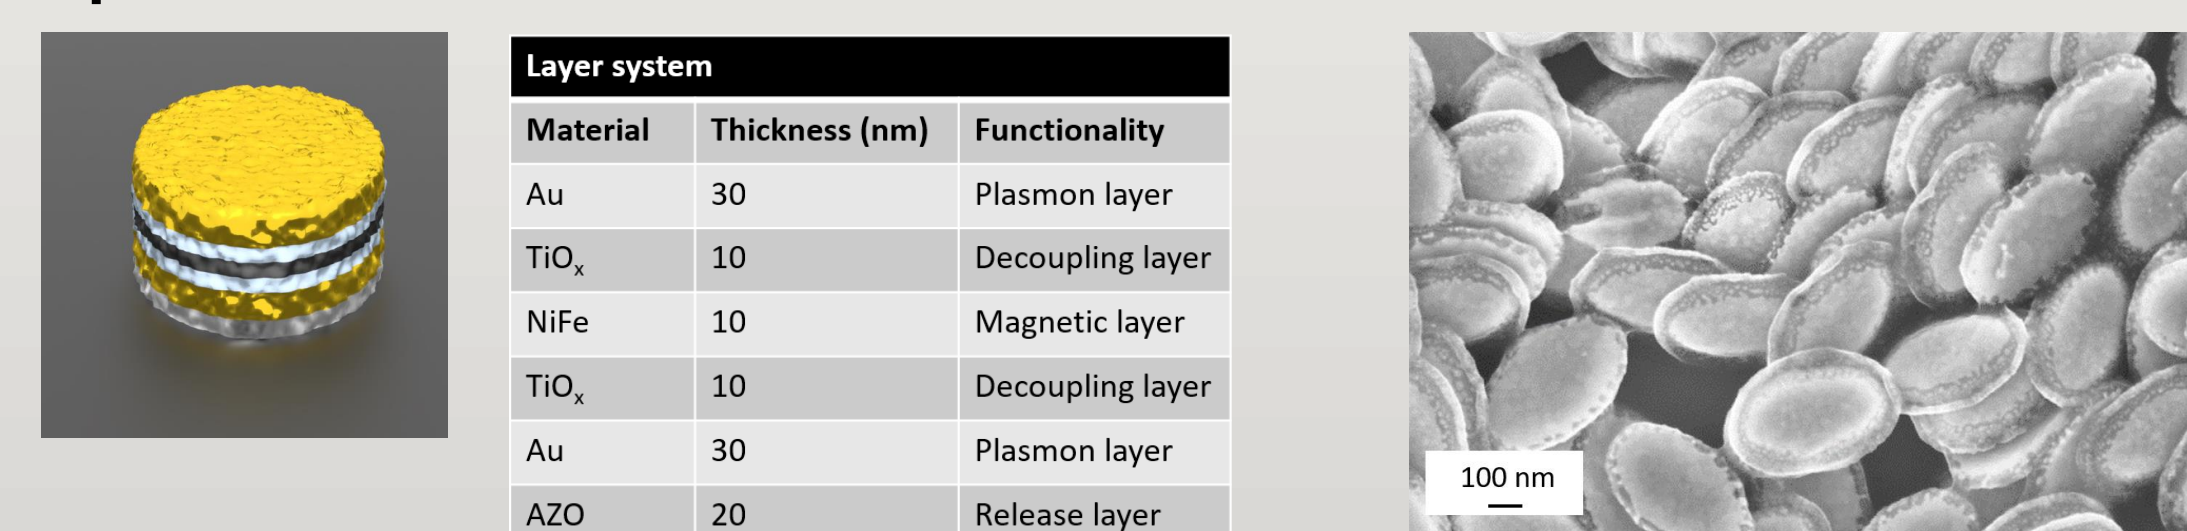 Layer system
Material Thickness (nm) Functionality
Au 30 Plasmon layer
TiOₓ 10 Decoupling layer
NiFe 10 Magnetic layer
TiOₓ 10 Decoupling layer
Au 30 Plasmon layer
AZO 20 Release layer
100 nm